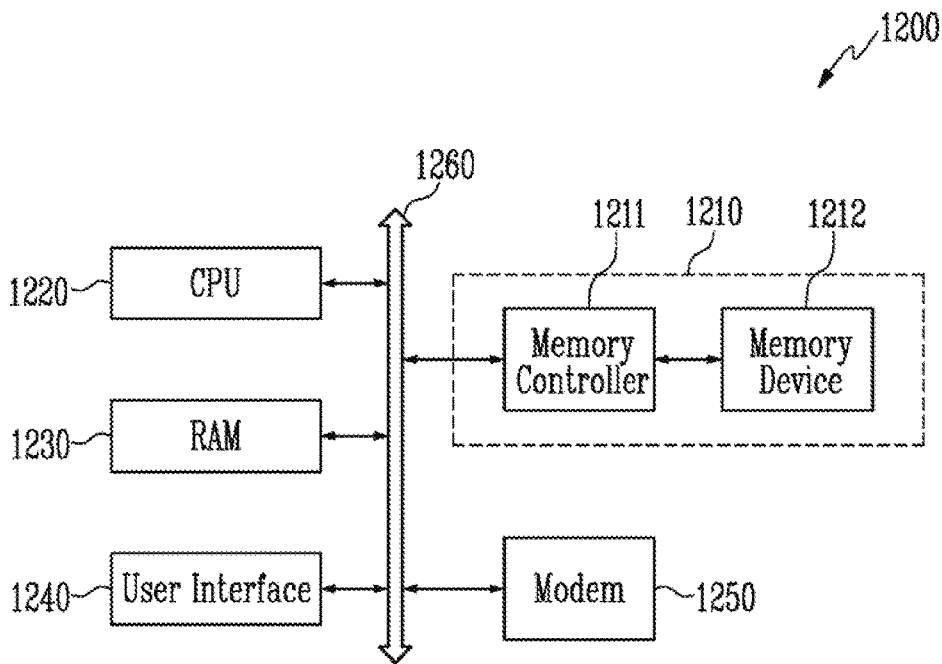 1200
1260
1211
1210
1212
1220
CPU
Memory
Controller
Memory
Device
1230
RAM
1240
User Interface
Modem
1250